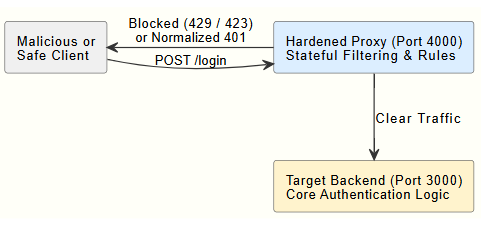 Malicious or
Safe Client
Blocked (429 / 423)
or Normalized 401
POST /login
Hardened Proxy (Port 4000)
Stateful Filtering & Rules
Clear Traffic
Target Backend (Port 3000)
Core Authentication Logic